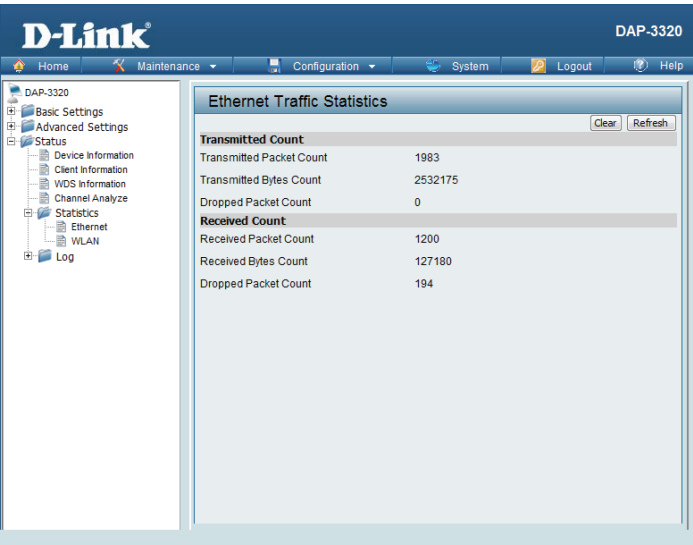 D-Link®
DAP-3320
Home Maintenance Configuration System Logout Help
DAP-3320
Basic Settings
Advanced Settings
Status
Device Information
Client Information
WDS Information
Channel Analyze
Statistics
Ethernet
WLAN
Log
Ethernet Traffic Statistics
Clear Refresh
Transmitted Count
Transmitted Packet Count 1983
Transmitted Bytes Count 2532175
Dropped Packet Count 0
Received Count
Received Packet Count 1200
Received Bytes Count 127180
Dropped Packet Count 194